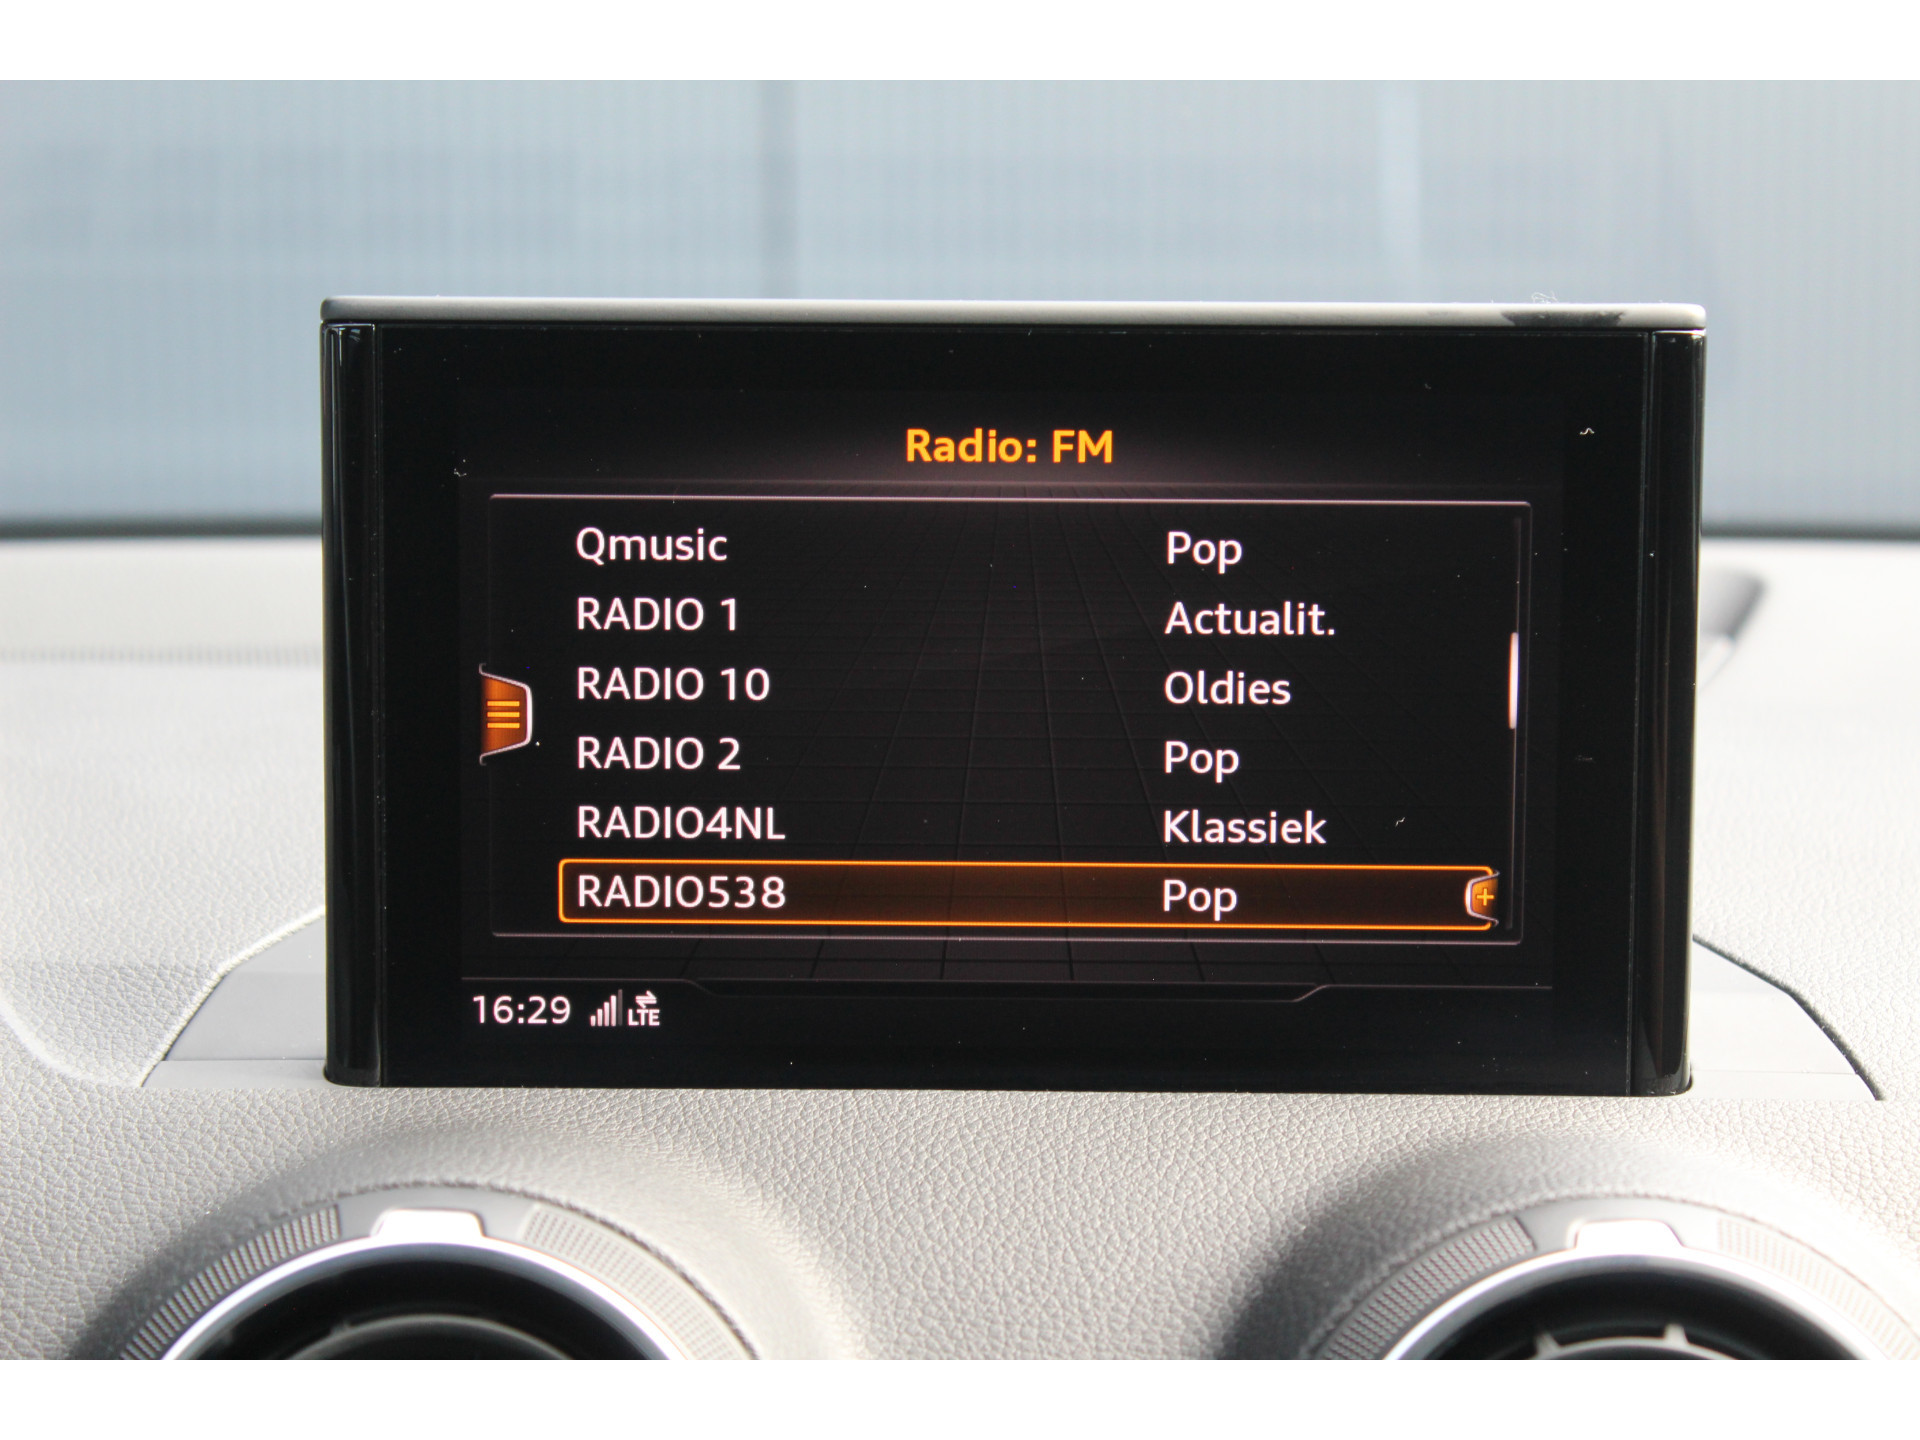 Radio: FM
Qmusic Pop
RADIO 1 Actualit.
RADIO 10 Oldies
RADIO 2 Pop
RADIO4NL Klassiek
RADIO538 Pop
16:29 LTE